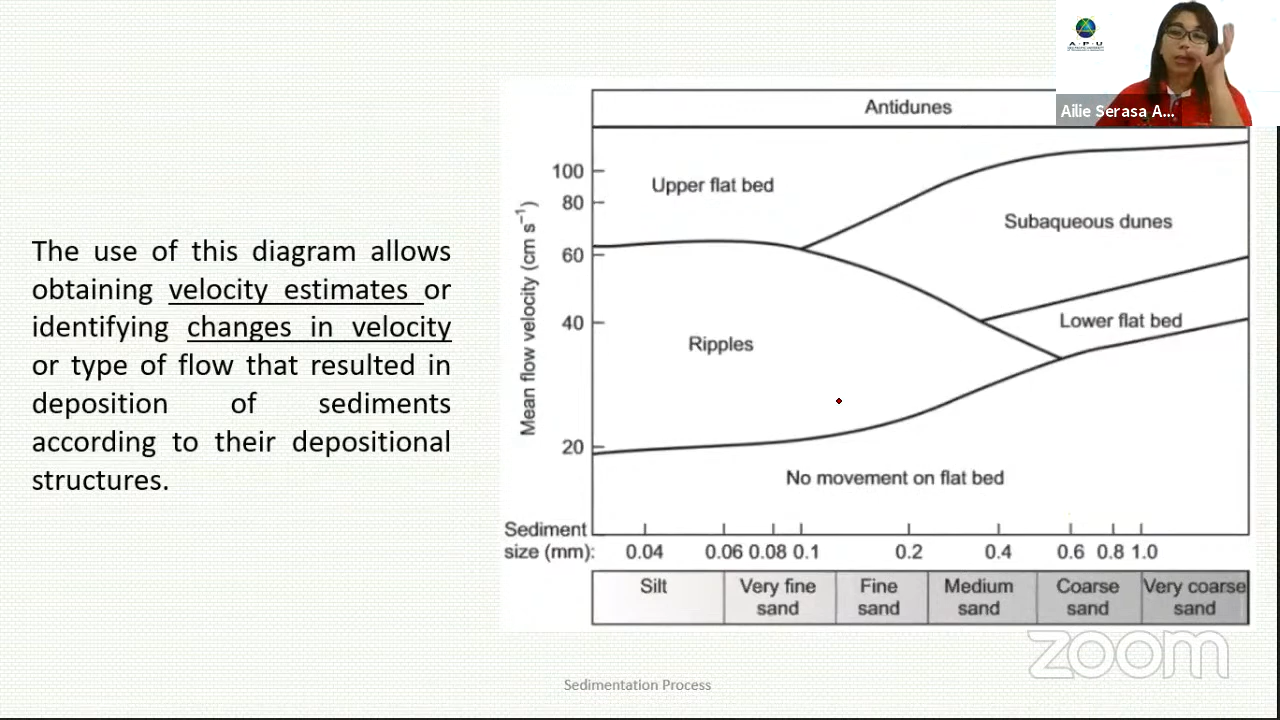 A · P · U
Ailie Serasa A...
The use of this diagram allows
obtaining velocity estimates or
identifying changes in velocity
or type of flow that resulted in
deposition of sediments
according to their depositional
structures.
Antidunes
Upper flat bed
Subaqueous dunes
Lower flat bed
Ripples
No movement on flat bed
Mean flow velocity (cm s⁻¹)
100
80
60
40
20
Sediment
size (mm):
0.04 0.06 0.08 0.1 0.2 0.4 0.6 0.8 1.0
Silt
Very fine
sand
Fine
sand
Medium
sand
Coarse
sand
Very coarse
sand
zoom
Sedimentation Process